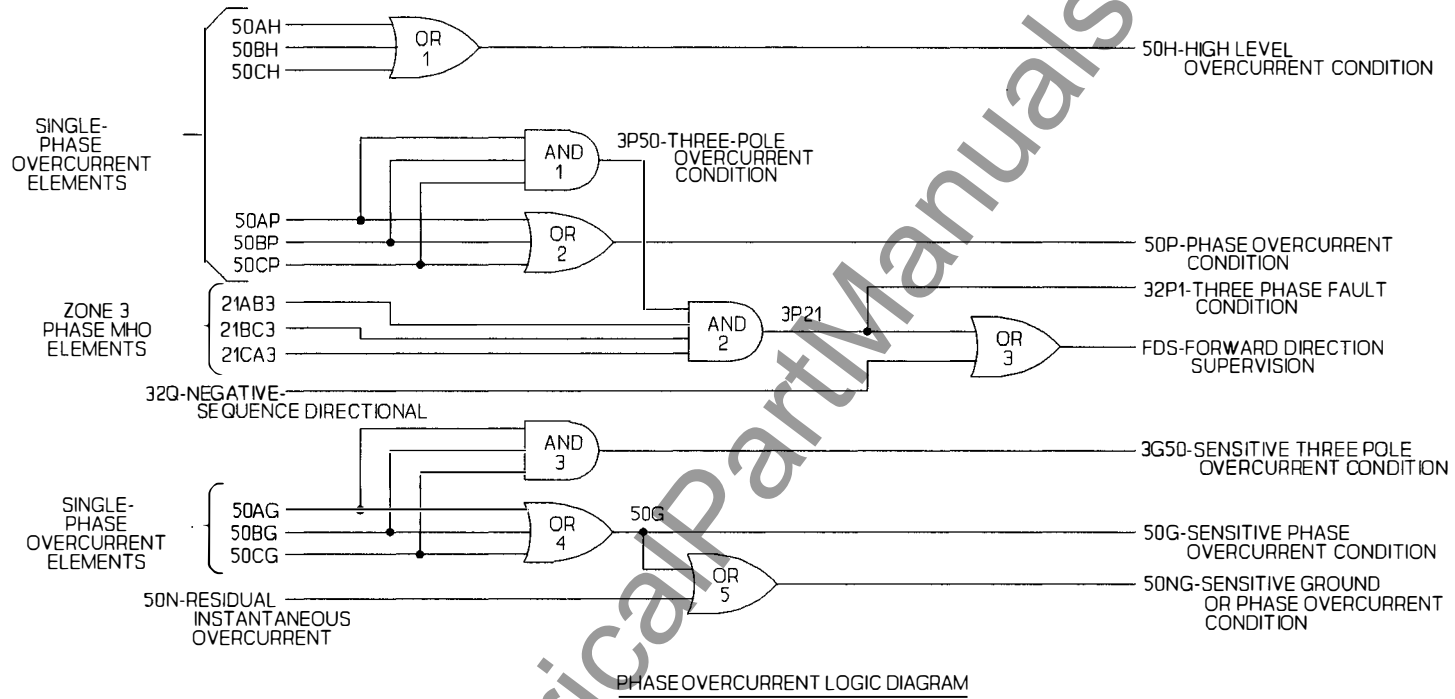 50AH
50BH
50CH
OR
1
50H-HIGH LEVEL
OVERCURRENT CONDITION
SINGLE-
PHASE
OVERCURRENT
ELEMENTS
AND
1
3P50-THREE-POLE
OVERCURRENT
CONDITION
50AP
50BP
50CP
OR
2
50P-PHASE OVERCURRENT
CONDITION
ZONE 3
PHASE MHO
ELEMENTS
21AB3
21BC3
21CA3
AND
2
3P21
32P1-THREE PHASE FAULT
CONDITION
OR
3
FDS-FORWARD DIRECTION
SUPERVISION
32Q-NEGATIVE-
SEQUENCE DIRECTIONAL
AND
3
3G50-SENSITIVE THREE POLE
OVERCURRENT CONDITION
SINGLE-
PHASE
OVERCURRENT
ELEMENTS
50AG
50BG
50CG
OR
4
50G
50G-SENSITIVE PHASE
OVERCURRENT CONDITION
50N-RESIDUAL
INSTANTANEOUS
OVERCURRENT
OR
5
50NG-SENSITIVE GROUND
OR PHASE OVERCURRENT
CONDITION
PHASE OVERCURRENT LOGIC DIAGRAM
icalPartManuals